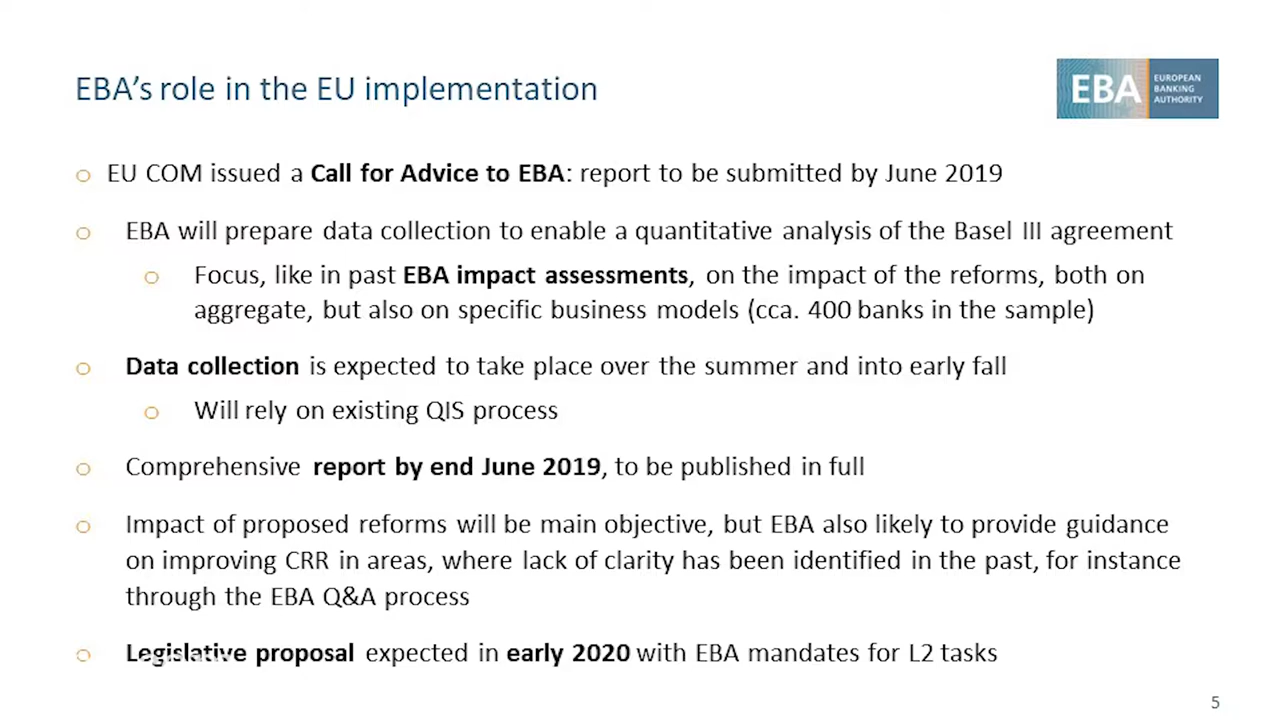 EBA's role in the EU implementation
EBA
EUROPEAN
BANKING
AUTHORITY
EU COM issued a Call for Advice to EBA: report to be submitted by June 2019
EBA will prepare data collection to enable a quantitative analysis of the Basel III agreement
Focus, like in past EBA impact assessments, on the impact of the reforms, both on
aggregate, but also on specific business models (cca. 400 banks in the sample)
Data collection is expected to take place over the summer and into early fall
Will rely on existing QIS process
Comprehensive report by end June 2019, to be published in full
Impact of proposed reforms will be main objective, but EBA also likely to provide guidance
on improving CRR in areas, where lack of clarity has been identified in the past, for instance
through the EBA Q&A process
Legislative proposal expected in early 2020 with EBA mandates for L2 tasks
5